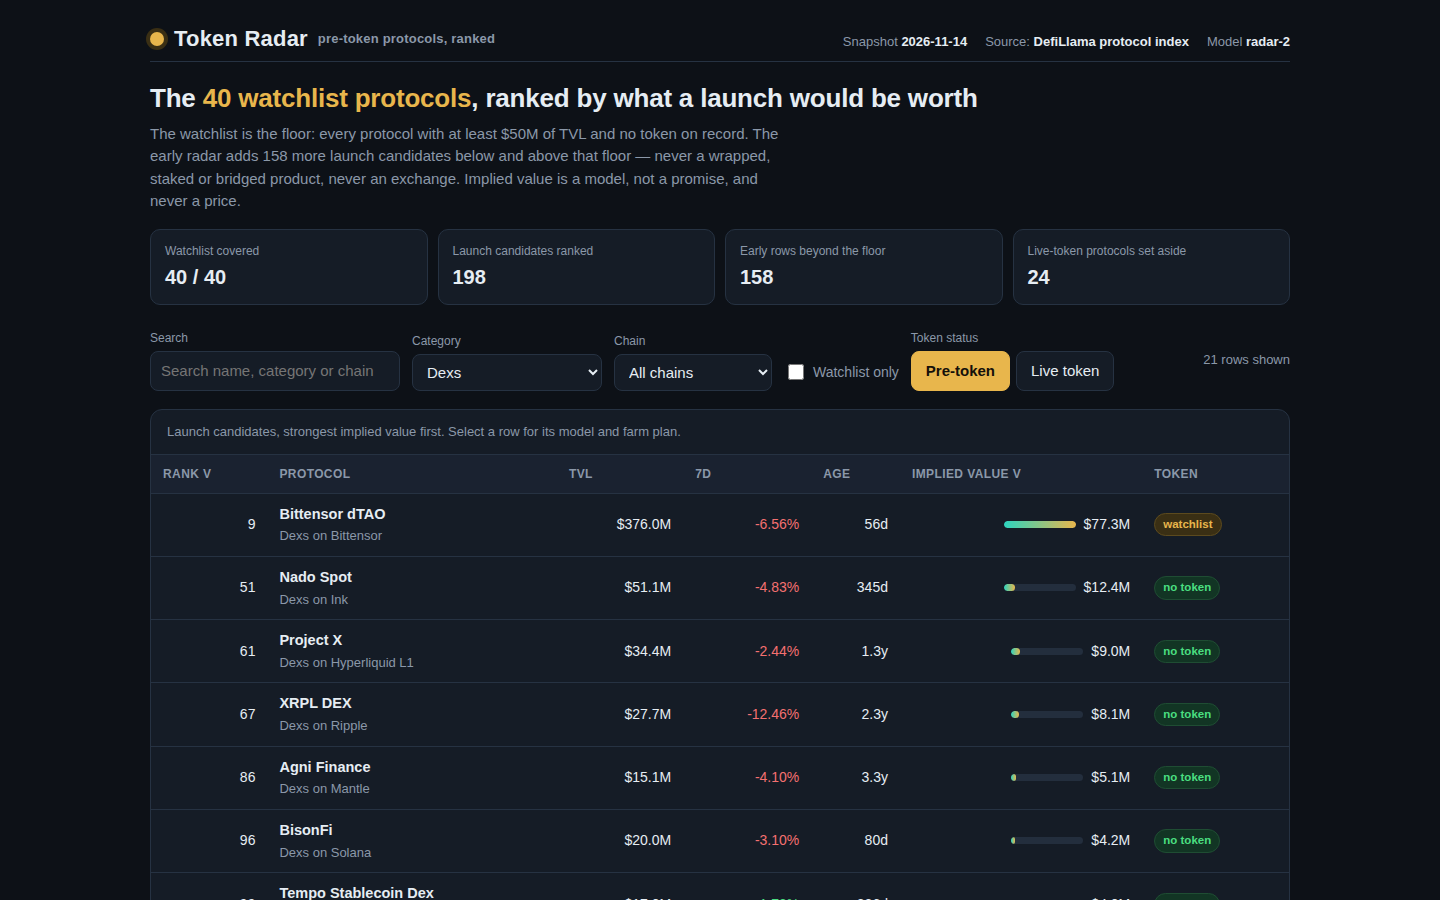 Token Radar pre-token protocols, ranked
Snapshot 2026-11-14 Source: DefiLlama protocol index Model radar-2
The 40 watchlist protocols, ranked by what a launch would be worth
The watchlist is the floor: every protocol with at least $50M of TVL and no token on record. The
early radar adds 158 more launch candidates below and above that floor — never a wrapped,
staked or bridged product, never an exchange. Implied value is a model, not a promise, and
never a price.
Watchlist covered
40 / 40
Launch candidates ranked
198
Early rows beyond the floor
158
Live-token protocols set aside
24
Search
Search name, category or chain
Category
Dexs
Chain
All chains
Watchlist only
Token status
Pre-token Live token
21 rows shown
Launch candidates, strongest implied value first. Select a row for its model and farm plan.
RANK V PROTOCOL TVL 7D AGE IMPLIED VALUE V TOKEN
9 Bittensor dTAO $376.0M -6.56% 56d $77.3M watchlist
Dexs on Bittensor
51 Nado Spot $51.1M -4.83% 345d $12.4M no token
Dexs on Ink
61 Project X $34.4M -2.44% 1.3y $9.0M no token
Dexs on Hyperliquid L1
67 XRPL DEX $27.7M -12.46% 2.3y $8.1M no token
Dexs on Ripple
86 Agni Finance $15.1M -4.10% 3.3y $5.1M no token
Dexs on Mantle
96 BisonFi $20.0M -3.10% 80d $4.2M no token
Dexs on Solana
Tempo Stablecoin Dex